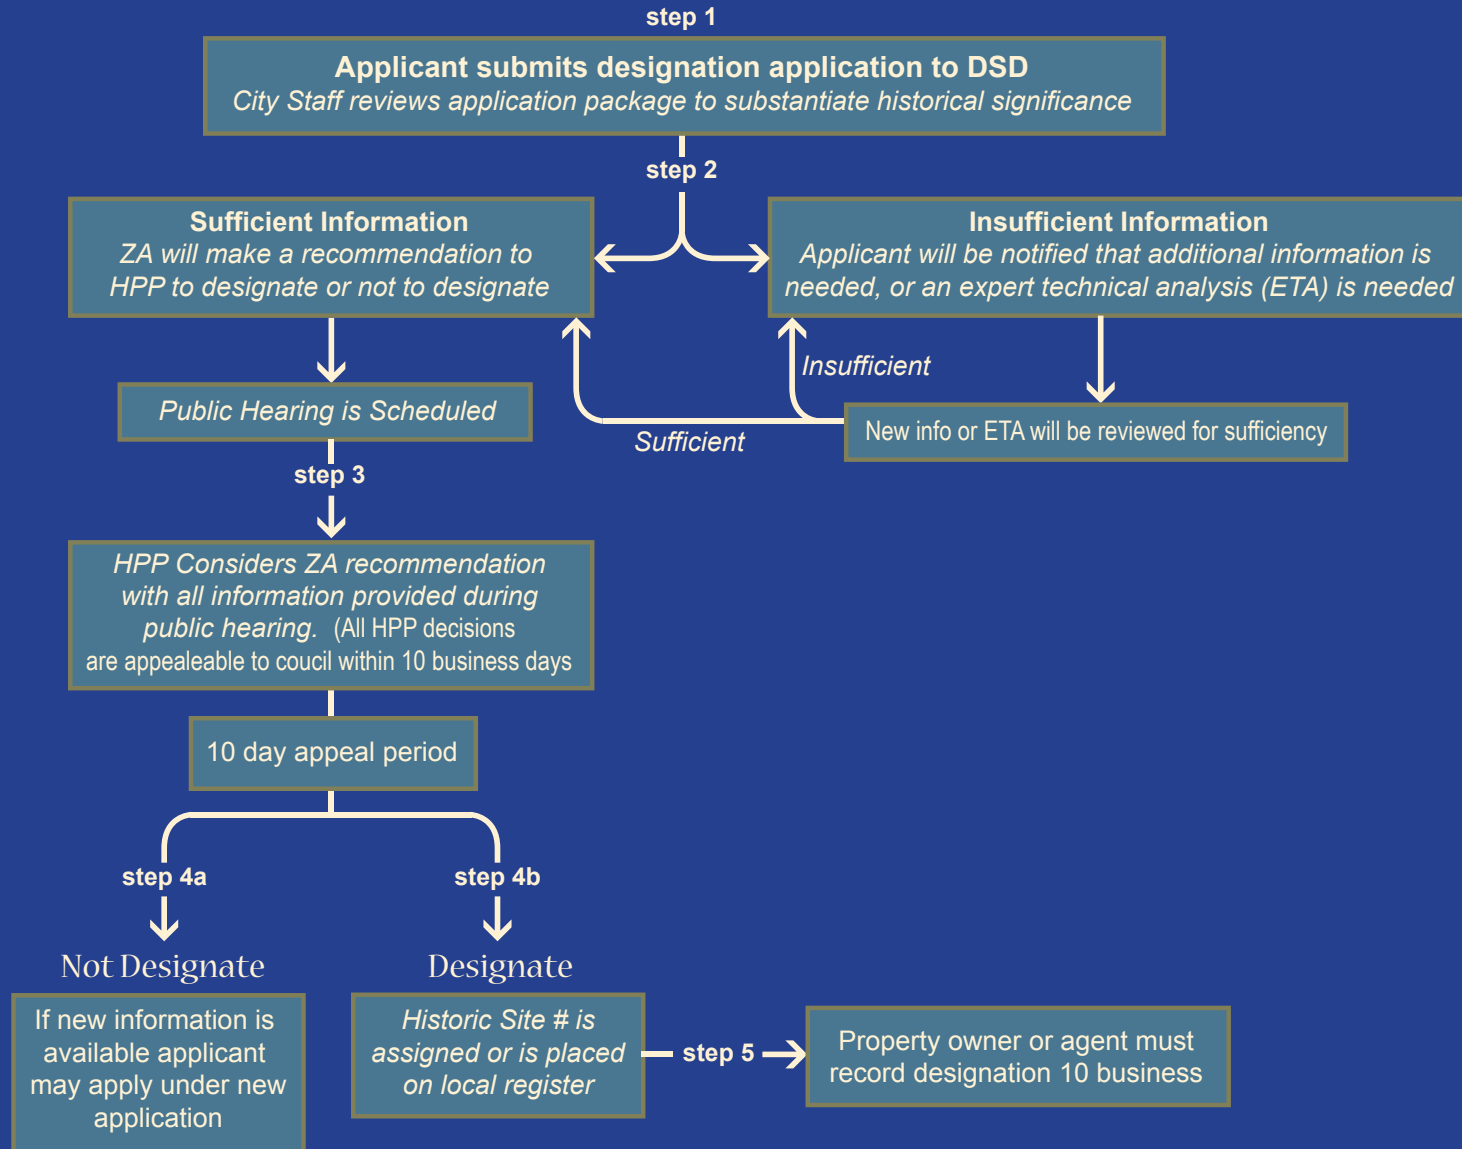 step 1
Applicant submits designation application to DSD
City Staff reviews application package to substantiate historical significance
step 2
Sufficient Information
ZA will make a recommendation to
HPP to designate or not to designate
Insufficient Information
Applicant will be notified that additional information is
needed, or an expert technical analysis (ETA) is needed
Insufficient
Public Hearing is Scheduled
Sufficient
New info or ETA will be reviewed for sufficiency
step 3
HPP Considers ZA recommendation
with all information provided during
public hearing. (All HPP decisions
are appealeable to coucil within 10 business days
10 day appeal period
step 4a
step 4b
Not Designate
Designate
If new information is
available applicant
may apply under new
application
Historic Site # is
assigned or is placed
on local register
step 5
Property owner or agent must
record designation 10 business